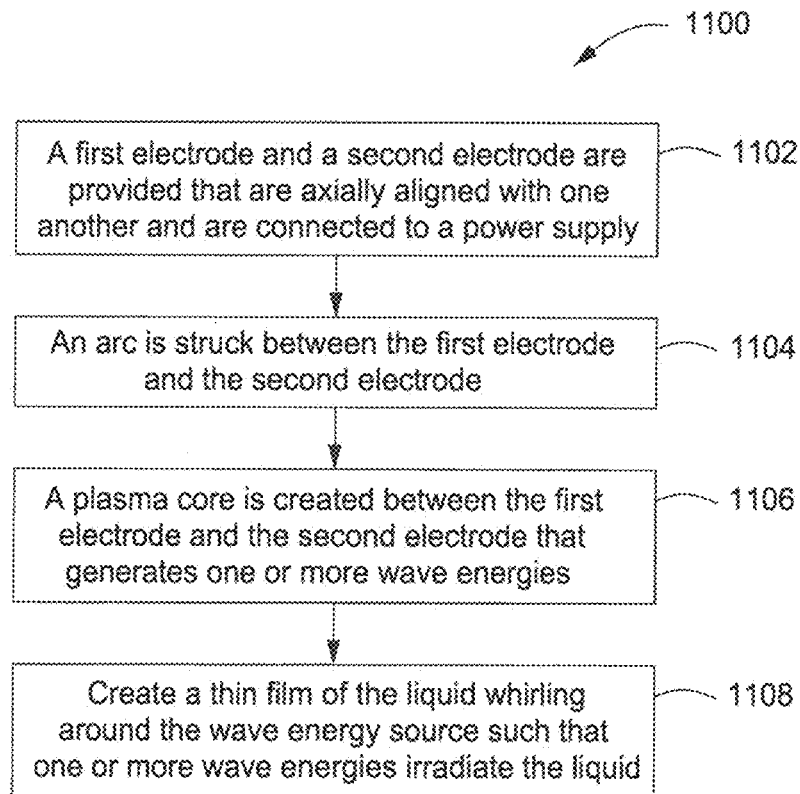 1100
A first electrode and a second electrode are
provided that are axially aligned with one
another and are connected to a power supply
1102
An arc is struck between the first electrode
and the second electrode
1104
A plasma core is created between the first
electrode and the second electrode that
generates one or more wave energies
1106
Create a thin film of the liquid whirling
around the wave energy source such that
one or more wave energies irradiate the liquid
1108